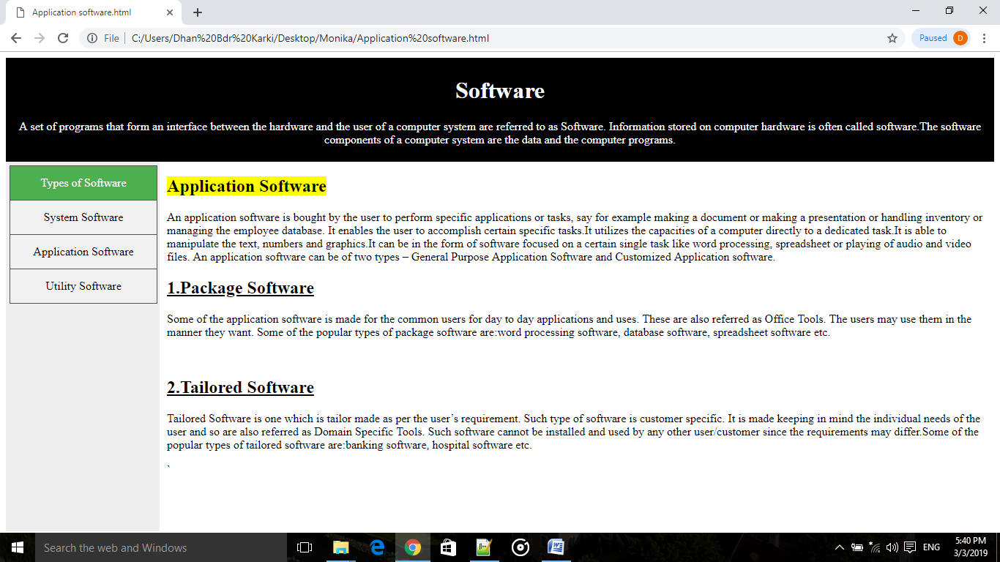 Application software.html
File
C:/Users/Dhan%20Bdr%20Karki/Desktop/Monika/Application%20software.html
Paused
D
Software
A set of programs that form an interface between the hardware and the user of a computer system are referred to as Software. Information stored on computer hardware is often called software.The software
components of a computer system are the data and the computer programs.
Types of Software
System Software
Application Software
Utility Software
Application Software
An application software is bought by the user to perform specific applications or tasks, say for example making a document or making a presentation or handling inventory or
managing the employee database. It enables the user to accomplish certain specific tasks.It utilizes the capacities of a computer directly to a dedicated task.It is able to
manipulate the text, numbers and graphics.It can be in the form of software focused on a certain single task like word processing, spreadsheet or playing of audio and video
files. An application software can be of two types – General Purpose Application Software and Customized Application software.
1.Package Software
Some of the application software is made for the common users for day to day applications and uses. These are also referred as Office Tools. The users may use them in the
manner they want. Some of the popular types of package software are:word processing software, database software, spreadsheet software etc.
2.Tailored Software
Tailored Software is one which is tailor made as per the user’s requirement. Such type of software is customer specific. It is made keeping in mind the individual needs of the
user and so are also referred as Domain Specific Tools. Such software cannot be installed and used by any other user/customer since the requirements may differ.Some of the
popular types of tailored software are:banking software, hospital software etc.
`
Search the web and Windows
ENG
5:40 PM
3/3/2019